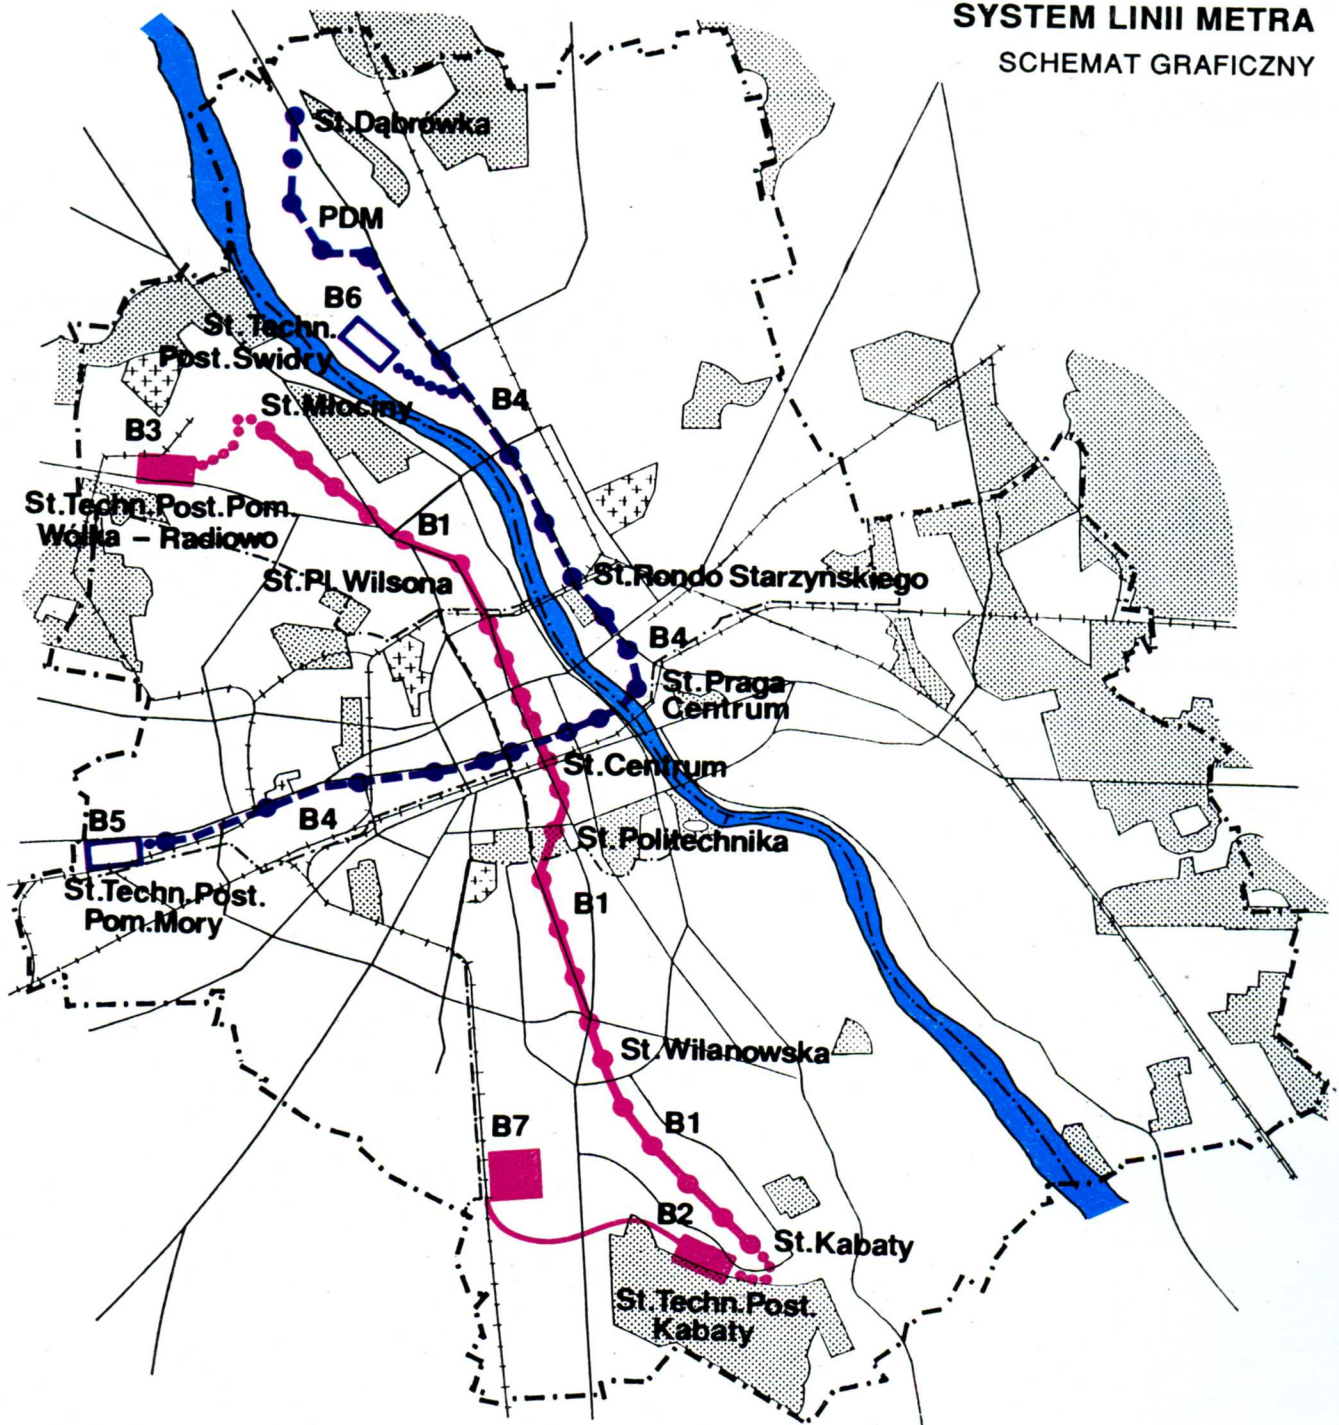 SYSTEM LINII METRA
SCHEMAT GRAFICZNY
St.Dąbrówka
PDM
B6
St.Techn.
Post.Świdry
B4
St.Młociny
B3
St.Techn.Post.Pom.
Wólka – Radiowo
B1
St.Pl.Wilsona
St.Rondo Starzyńskiego
B4
St.Praga
Centrum
St.Centrum
B5
B4
St.Politechnika
St.Techn.Post.
Pom.Mory
B1
St.Wilanowska
B1
B7
B2
St.Kabaty
St.Techn.Post.
Kabaty